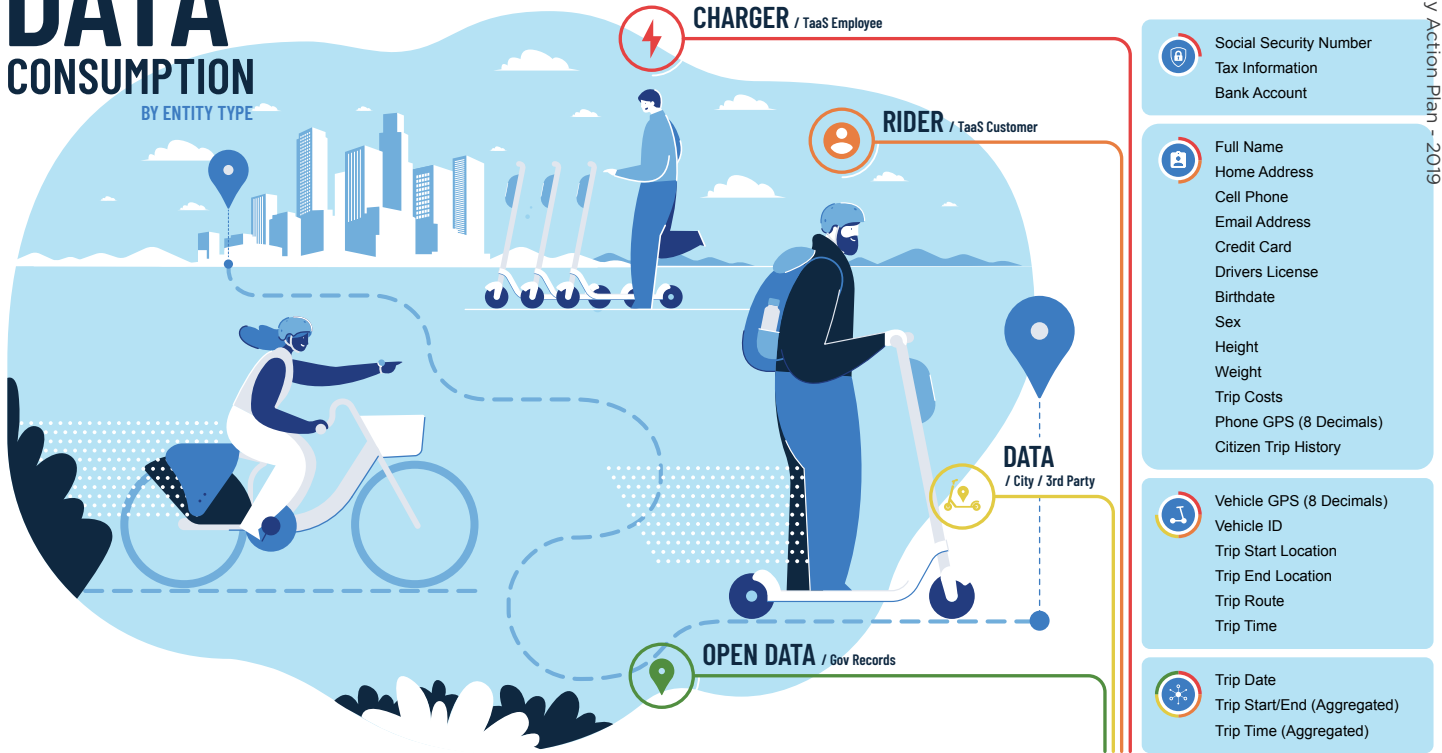 DATA
CONSUMPTION
BY ENTITY TYPE
CHARGER / TaaS Employee
RIDER / TaaS Customer
DATA
/ City / 3rd Party
OPEN DATA / Gov Records
Social Security Number
Tax Information
Bank Account
Full Name
Home Address
Cell Phone
Email Address
Credit Card
Drivers License
Birthdate
Sex
Height
Weight
Trip Costs
Phone GPS (8 Decimals)
Citizen Trip History
Vehicle GPS (8 Decimals)
Vehicle ID
Trip Start Location
Trip End Location
Trip Route
Trip Time
Trip Date
Trip Start/End (Aggregated)
Trip Time (Aggregated)
y Action Plan - 2019